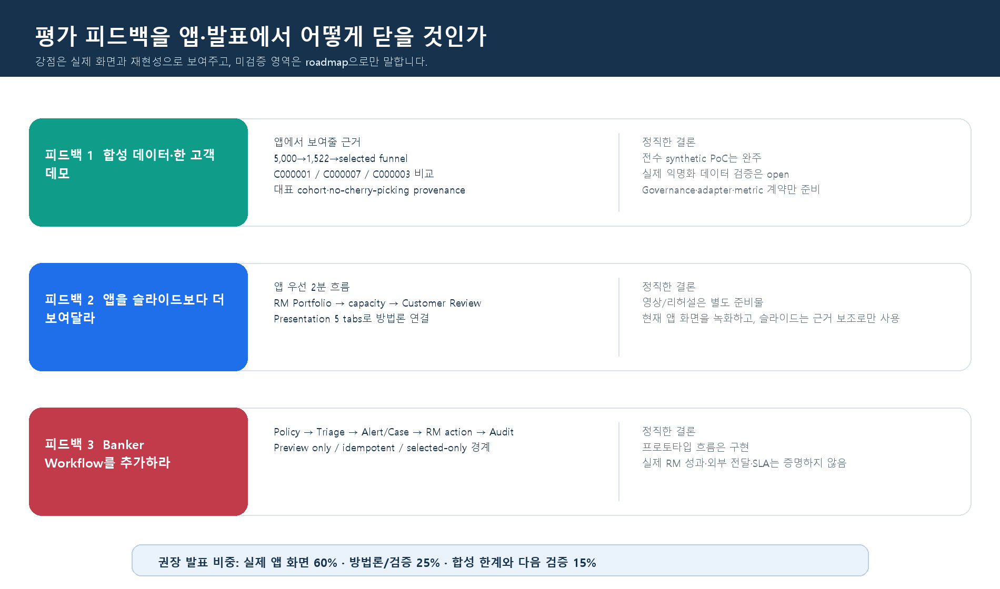 평가 피드백을 앱·발표에서 어떻게 닫을 것인가
강점은 실제 화면과 재현성으로 보여주고, 미검증 영역은 roadmap으로만 말합니다.
피드백 1  합성 데이터·한 고객
데모
앱에서 보여줄 근거
5,000→1,522→selected funnel
C000001 / C000007 / C000003 비교
대표 cohort·no-cherry-picking provenance
정직한 결론
전수 synthetic PoC는 완주
실제 익명화 데이터 검증은 open
Governance·adapter·metric 계약만 준비
피드백 2  앱을 슬라이드보다 더
보여달라
앱 우선 2분 흐름
RM Portfolio → capacity → Customer Review
Presentation 5 tabs로 방법론 연결
정직한 결론
영상/리허설은 별도 준비물
현재 앱 화면을 녹화하고, 슬라이드는 근거 보조로만 사용
피드백 3  Banker
Workflow를 추가하라
Policy → Triage → Alert/Case → RM action → Audit
Preview only / idempotent / selected-only 경계
정직한 결론
프로토타입 흐름은 구현
실제 RM 성과·외부 전달·SLA는 증명하지 않음
권장 발표 비중: 실제 앱 화면 60% · 방법론/검증 25% · 합성 한계와 다음 검증 15%